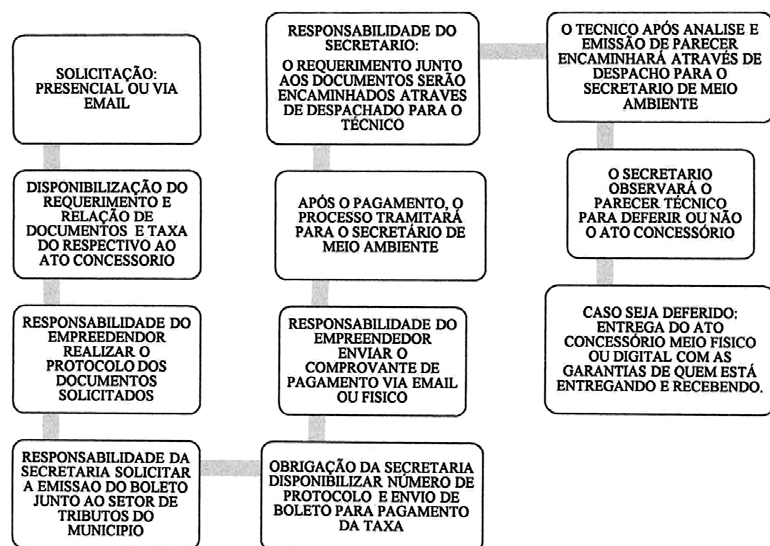 SOLICITAÇÃO:
PRESENCIAL OU VIA
EMAIL
DISPONIBILIZAÇÃO DO
REQUERIMENTO E
RELAÇÃO DE
DOCUMENTOS E TAXA
DO RESPECTIVO AO
ATO CONCESSORIO
RESPONSABILIDADE DO
EMPREEDENDOR
REALIZAR O
PROTOCOLO DOS
DOCUMENTOS
SOLICITADOS
RESPONSABILIDADE DA
SECRETARIA SOLICITAR
A EMISSAO DO BOLETO
JUNTO AO SETOR DE
TRIBUTOS DO
MUNICIPIO
OBRIGAÇÃO DA SECRETARIA
DISPONIBILIZAR NÚMERO DE
PROTOCOLO E ENVIO DE
BOLETO PARA PAGAMENTO
DA TAXA
RESPONSABILIDADE DO
EMPREENDEDOR
ENVIAR O
COMPROVANTE DE
PAGAMENTO VIA EMAIL
OU FISICO
APÓS O PAGAMENTO, O
PROCESSO TRAMITARÁ
PARA O SECRETÁRIO DE
MEIO AMBIENTE
RESPONSABILIDADE DO
SECRETARIO:
O REQUERIMENTO JUNTO
AOS DOCUMENTOS SERÃO
ENCAMINHADOS ATRAVES
DE DESPACHADO PARA O
TÉCNICO
O TECNICO APÓS ANALISE E
EMISSÃO DE PARECER
ENCAMINHARÁ ATRAVÉS DE
DESPACHO PARA O
SECRETARIO DE MEIO
AMBIENTE
O SECRETARIO
OBSERVARÁ O
PARECER TÉCNICO
PARA DEFERIR OU NÃO
O ATO CONCESSÓRIO
CASO SEJA DEFERIDO:
ENTREGA DO ATO
CONCESSÓRIO MEIO FISICO
OU DIGITAL COM AS
GARANTIAS DE QUEM ESTÁ
ENTREGANDO E RECEBENDO.